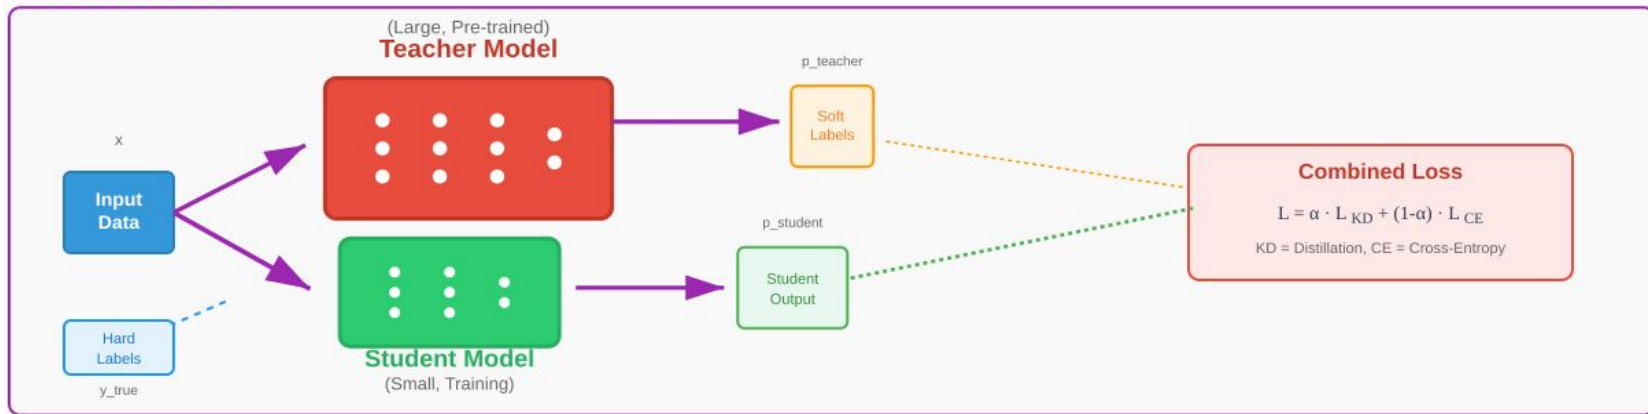 (Large, Pre-trained)
Teacher Model
x
Input
Data
Hard
Labels
y_true
Student Model
(Small, Training)
p_teacher
Soft
Labels
p_student
Student
Output
Combined Loss
L = α · L KD + (1-α) · L CE
KD = Distillation, CE = Cross-Entropy